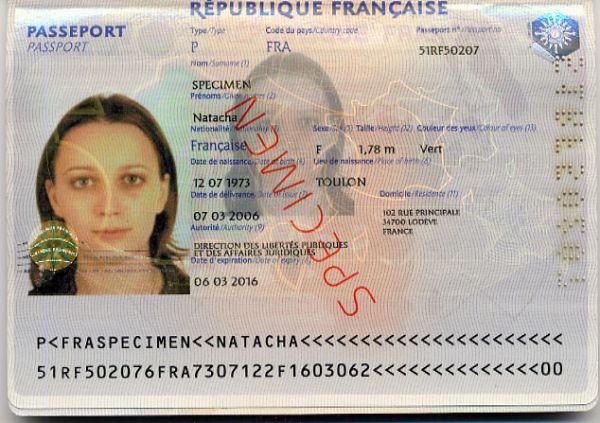 RÉPUBLIQUE FRANÇAISE
PASSEPORT
PASSPORT
Type/Type Code du pays/Country code Passeport n°/Passport no
P FRA 51RF50207
Nom/Surname (1)
SPECIMEN
Prénoms/Given names (2)
Natacha
Nationalité/Nationality (3) Sexe/Sex (5) Taille/Height (12) Couleur des yeux/Colour of eyes (13)
Française F 1,78 m Vert
Date de naissance/Date of birth (4) Lieu de naissance/Place of birth (6)
12 07 1973 TOULON
Date de délivrance/Date of issue (7) Domicile/Residence (11)
07 03 2006 102 RUE PRINCIPALE
34700 LODÈVE
FRANCE
Autorité/Authority (9)
DIRECTION DES LIBERTÉS PUBLIQUES
ET DES AFFAIRES JURIDIQUES
Date d'expiration/Date of expiry
06 03 2016
SPECIMEN
P<FRASPECIMEN<<NATACHA<<<<<<<<<<<<<<<<<<<<<<
51RF502076FRA7307122F1603062<<<<<<<<<<<<<<00